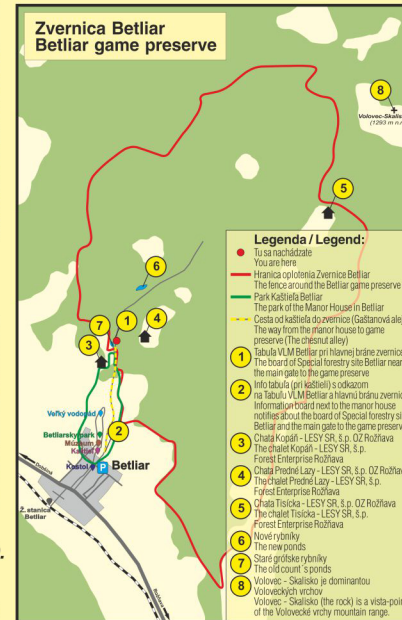 Zvernica Betliar
Betliar game preserve
8
Volovec-Skalisko
(1293 m n.
5
6
7
1
4
3
2
Veľký vodopád
Betliarsky park
Múzeum
Kaštieľ
Kostol
P
Betliar
Ž. stanica
Betliar
Dobšiná
Rožňava
Legenda / Legend:
Tu sa nachádzate
You are here
Hranica oplotenia Zvernice Betliar
The fence around the Betliar game preserve
Park Kaštieľa Betliar
The park of the Manor House in Betliar
Cesta od kaštieľa do zvernice (Gaštanová ale
The way from the manor house to game
preserve (The chesnut alley)
1
Tabuľa VLM Betliar pri hlavnej bráne zvernice
The board of Special forestry site Betliar near
the main gate to the game preserve
2
Info tabuľa (pri kaštieli) s odkazom
na Tabuľu VLM Betliar a hlavnú bránu zvernic
Information board next to the manor house
notifies about the board of Special forestry si
Betliar and the main gate to the game preserv
3
Chata Kopáň - LESY SR, š.p. OZ Rožňava
The chalet Kopáň - LESY SR, š.p.
Forest Enterprise Rožňava
4
Chata Predné Lazy - LESY SR, š.p. OZ Rožňav
The chalet Predné Lazy - LESY SR, š.p.
Forest Enterprise Rožňava
5
Chata Tisícka - LESY SR, š.p. OZ Rožňava
The chalet Tisícka - LESY SR, š.p.
Forest Enterprise Rožňava
6
Nové rybníky
The new ponds
7
Staré grófske rybníky
The old count´s ponds
8
Volovec - Skalisko je dominantou
Voloveckých vrchov
Volovec - Skalisko (the rock) is a vista-poi
of the Volovecké vrchy mountain range.